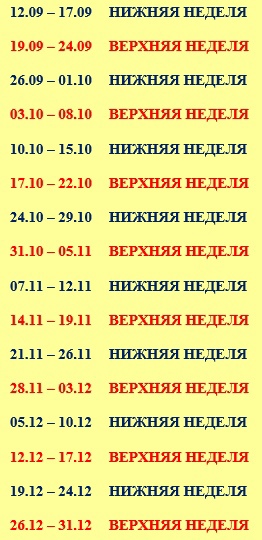 12.09 – 17.09 НИЖНЯЯ НЕДЕЛЯ
19.09 – 24.09 ВЕРХНЯЯ НЕДЕЛЯ
26.09 – 01.10 НИЖНЯЯ НЕДЕЛЯ
03.10 – 08.10 ВЕРХНЯЯ НЕДЕЛЯ
10.10 – 15.10 НИЖНЯЯ НЕДЕЛЯ
17.10 – 22.10 ВЕРХНЯЯ НЕДЕЛЯ
24.10 – 29.10 НИЖНЯЯ НЕДЕЛЯ
31.10 – 05.11 ВЕРХНЯЯ НЕДЕЛЯ
07.11 – 12.11 НИЖНЯЯ НЕДЕЛЯ
14.11 – 19.11 ВЕРХНЯЯ НЕДЕЛЯ
21.11 – 26.11 НИЖНЯЯ НЕДЕЛЯ
28.11 – 03.12 ВЕРХНЯЯ НЕДЕЛЯ
05.12 – 10.12 НИЖНЯЯ НЕДЕЛЯ
12.12 – 17.12 ВЕРХНЯЯ НЕДЕЛЯ
19.12 – 24.12 НИЖНЯЯ НЕДЕЛЯ
26.12 – 31.12 ВЕРХНЯЯ НЕДЕЛЯ